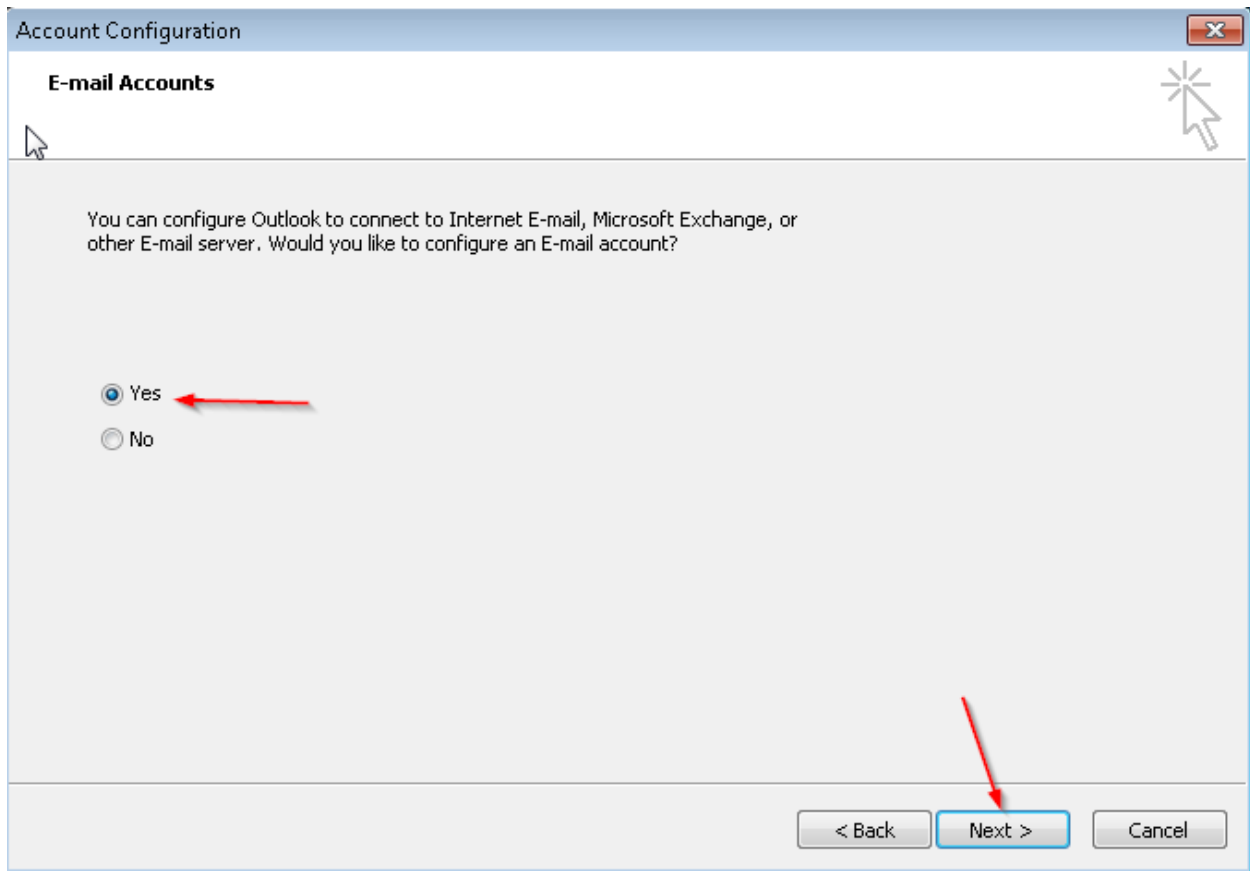 Account Configuration
E-mail Accounts
You can configure Outlook to connect to Internet E-mail, Microsoft Exchange, or
other E-mail server. Would you like to configure an E-mail account?
Yes
No
< Back Next > Cancel